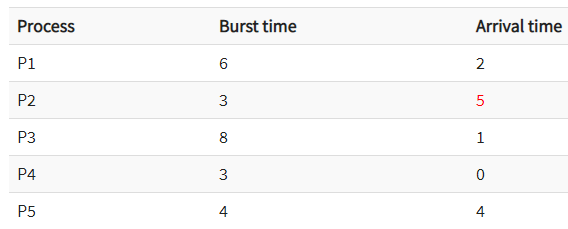 Process Burst time Arrival time
P1 6 2
P2 3 5
P3 8 1
P4 3 0
P5 4 4